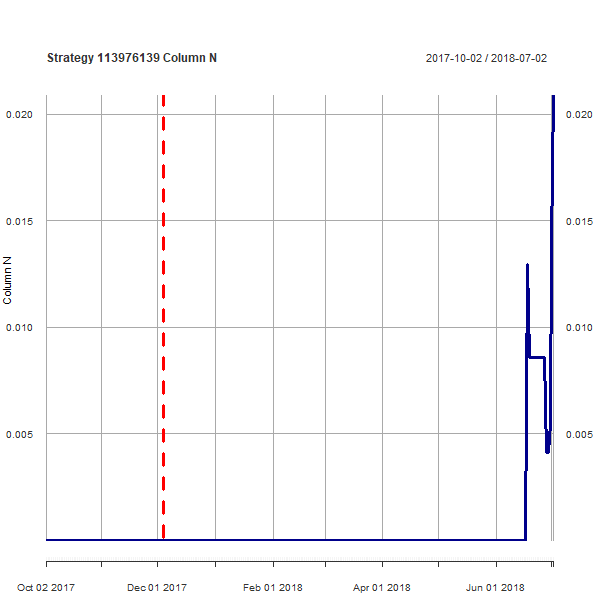 Strategy 113976139 Column N
2017-10-02 / 2018-07-02
0.020
0.020
0.015
0.015
Column N
0.010
0.010
0.005
0.005
Oct 02 2017
Dec 01 2017
Feb 01 2018
Apr 01 2018
Jun 01 2018